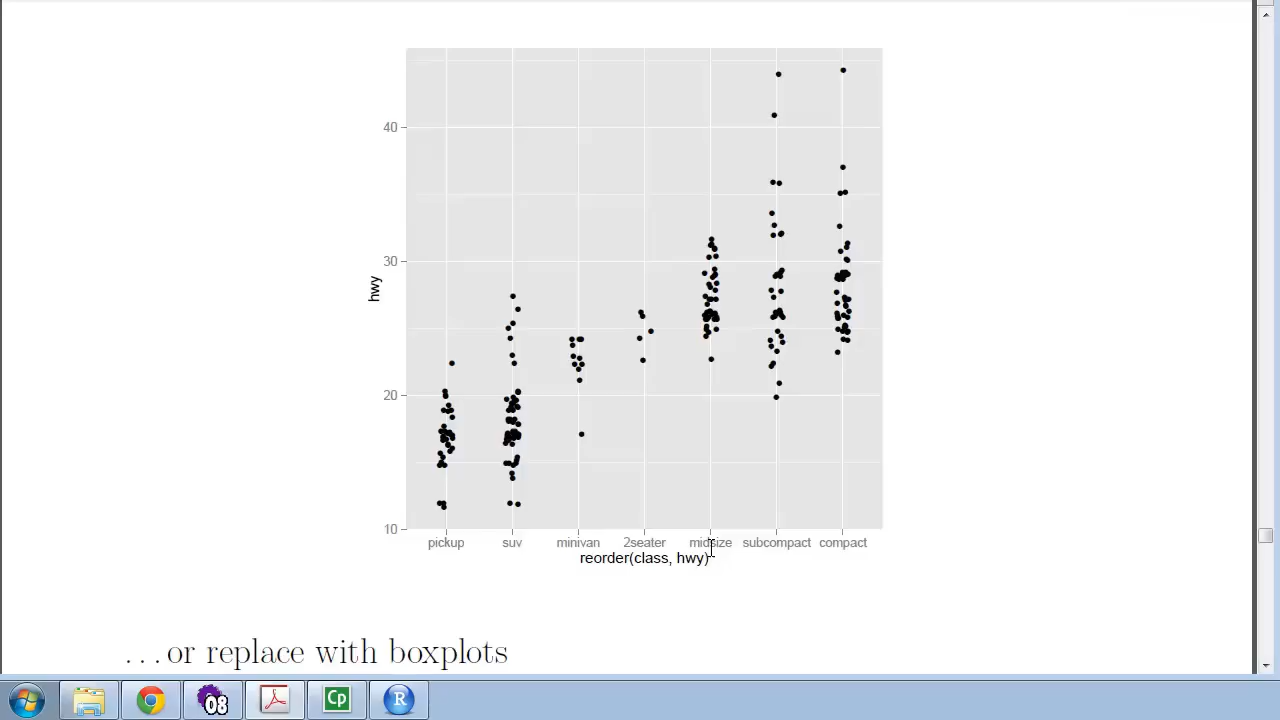 40
30
hwy
20
10
pickup suv minivan 2seater midsize subcompact compact
reorder(class, hwy)
...or replace with boxplots
08 Cp R